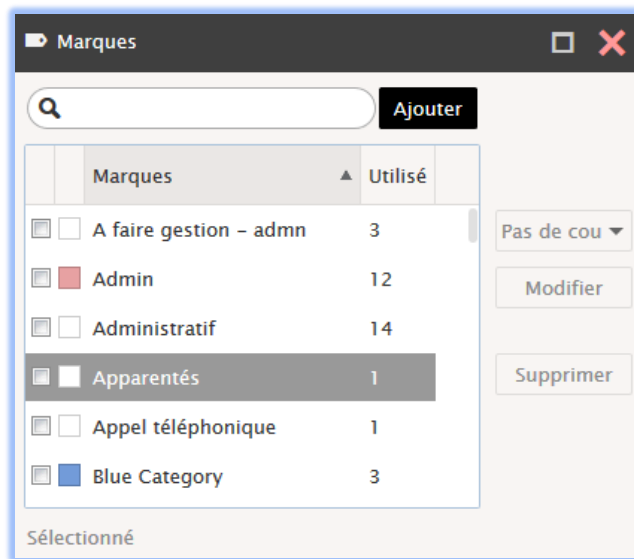 Marques
Ajouter
Marques Utilisé
A faire gestion - admn 3
Pas de cou
Admin 12
Modifier
Administratif 14
Apparentés 1
Supprimer
Appel téléphonique 1
Blue Category 3
Sélectionné